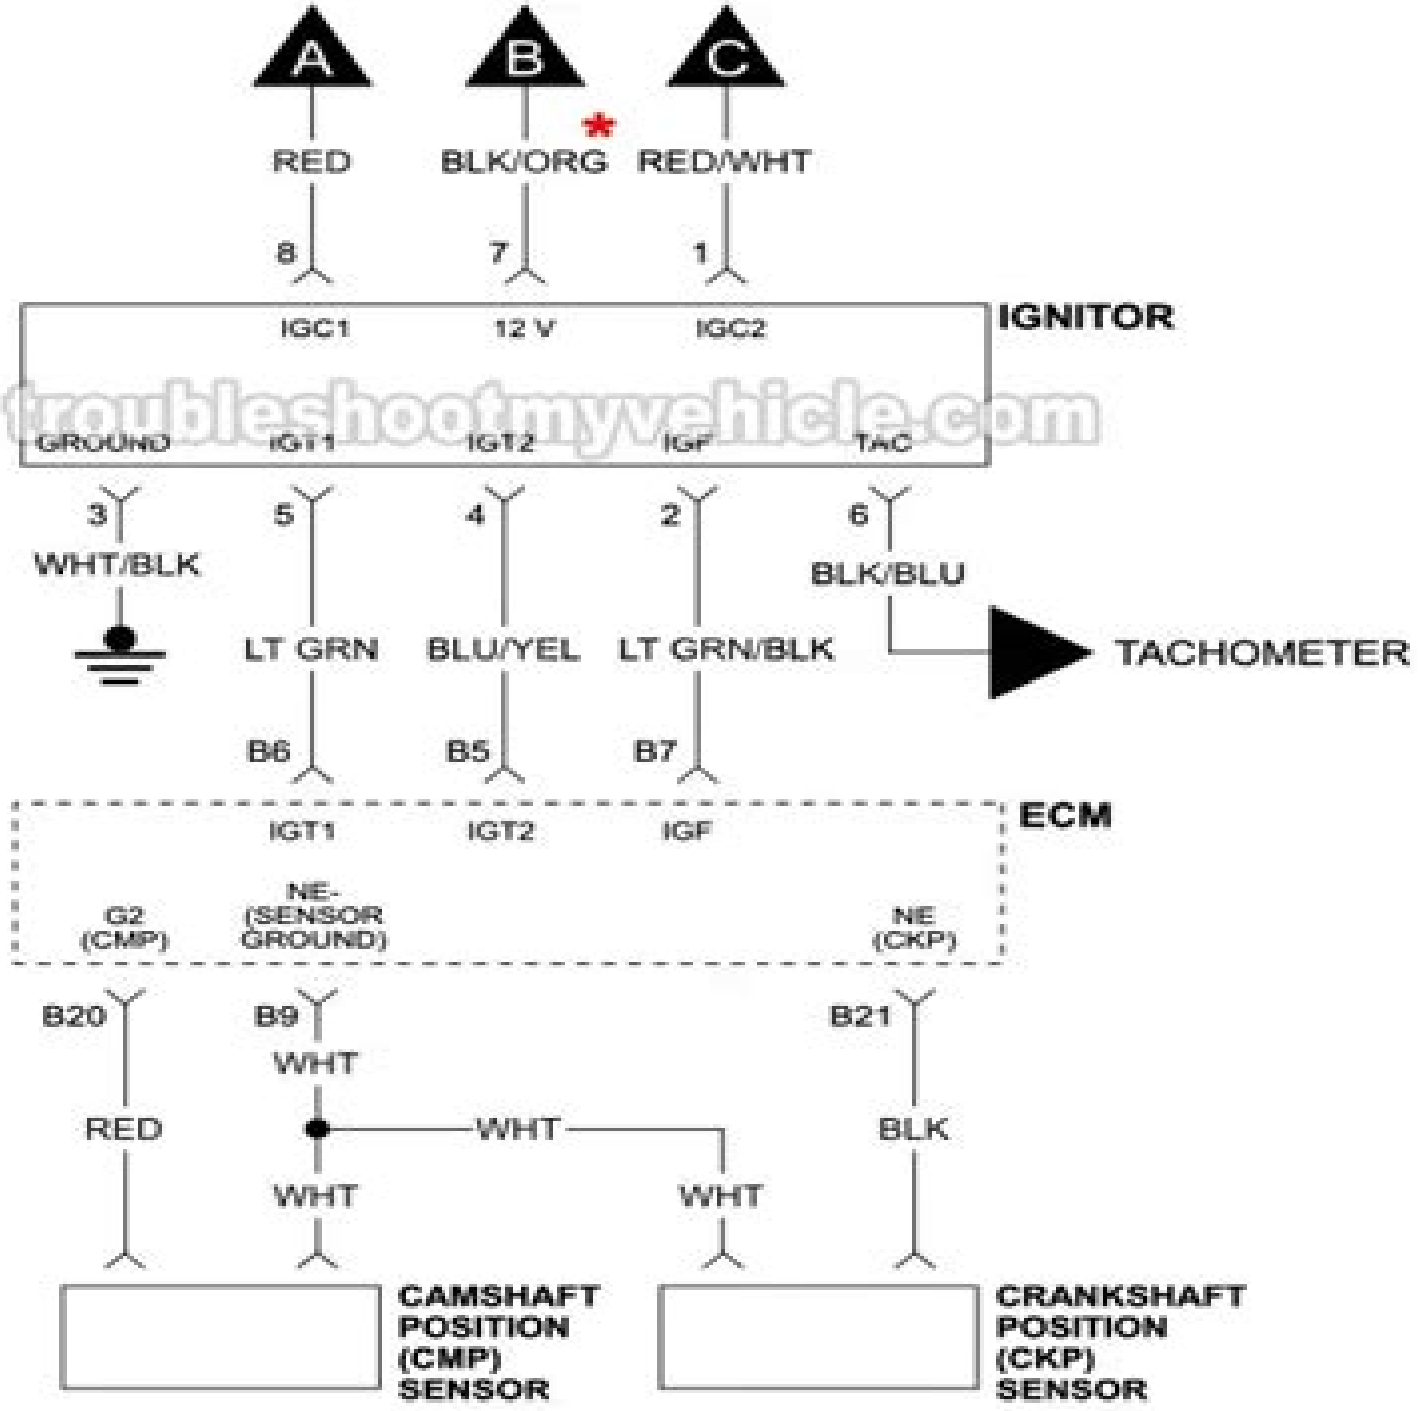 A B C
*
RED BLK/ORG RED/WHT
8 7 1
IGNITOR
IGC1 12 V IGC2
troubleshootmyvehicle.com
GROUND IGT1 IGT2 IGF TAC
3 5 4 2 6
WHT/BLK BLK/BLU
LT GRN BLU/YEL LT GRN/BLK TACHOMETER
B6 B5 B7
ECM
IGT1 IGT2 IGF
NE-
G2 (SENSOR NE
(CMP) GROUND) (CKP)
B20 B9 B21
WHT
RED WHT BLK
WHT WHT
CAMSHAFT CRANKSHAFT
POSITION POSITION
(CMP) (CKP)
SENSOR SENSOR